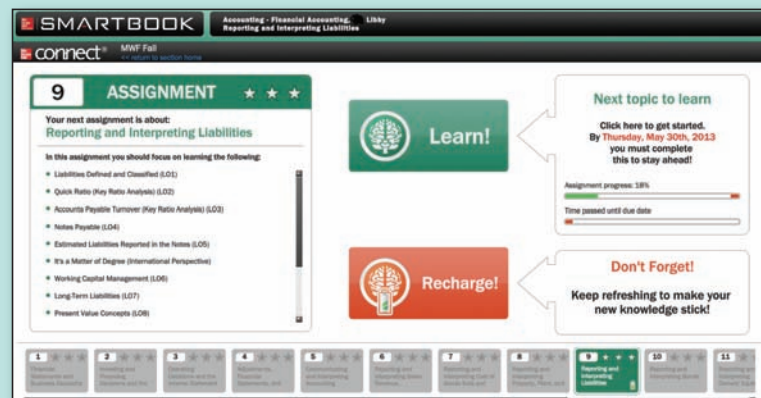 SMARTBOOK
Accounting - Financial Accounting, Libby
Reporting and Interpreting Liabilities
connect
MWF Fall
<< return to section home
9 ASSIGNMENT
Your next assignment is about:
Reporting and Interpreting Liabilities
In this assignment you should focus on learning the following:
Liabilities Defined and Classified (LO1)
Quick Ratio (Key Ratio Analysis) (LO2)
Accounts Payable Turnover (Key Ratio Analysis) (LO3)
Notes Payable (LO4)
Estimated Liabilities Reported in the Notes (LO5)
It's a Matter of Degree (International Perspective)
Working Capital Management (LO6)
Long-Term Liabilities (LO7)
Present Value Concepts (LO8)
Learn!
Next topic to learn
Click here to get started.
By Thursday, May 30th, 2013
you must complete
this to stay ahead!
Assignment progress: 18%
Time passed until due date
Recharge!
Don't Forget!
Keep refreshing to make your
new knowledge stick!
1
2
3
4
5
6
7
8
9
Reporting and
Interpreting
Liabilities
10
11